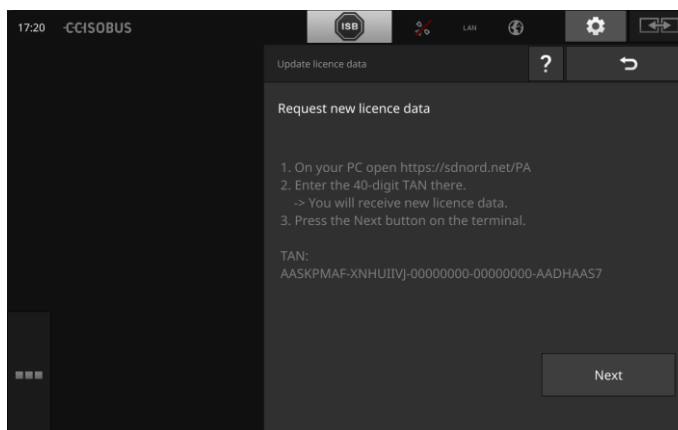 17:20
CCISOBUS
ISB
LAN
Update licence data
?
Request new licence data
1. On your PC open https://sdnord.net/PA
2. Enter the 40-digit TAN there.
-> You will receive new licence data.
3. Press the Next button on the terminal.
TAN:
AASKPMAF-XNHUIIVJ-00000000-00000000-AADHAAS7
Next